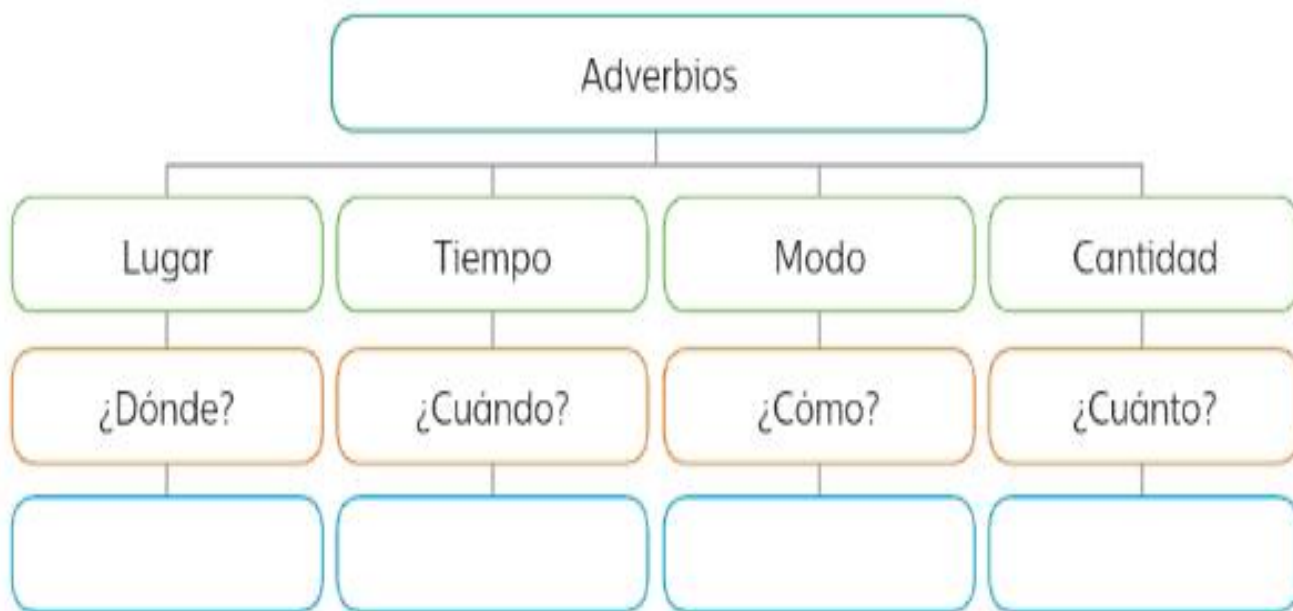 Adverbios
Lugar
Tiempo
Modo
Cantidad
¿Dónde?
¿Cuándo?
¿Cómo?
¿Cuánto?